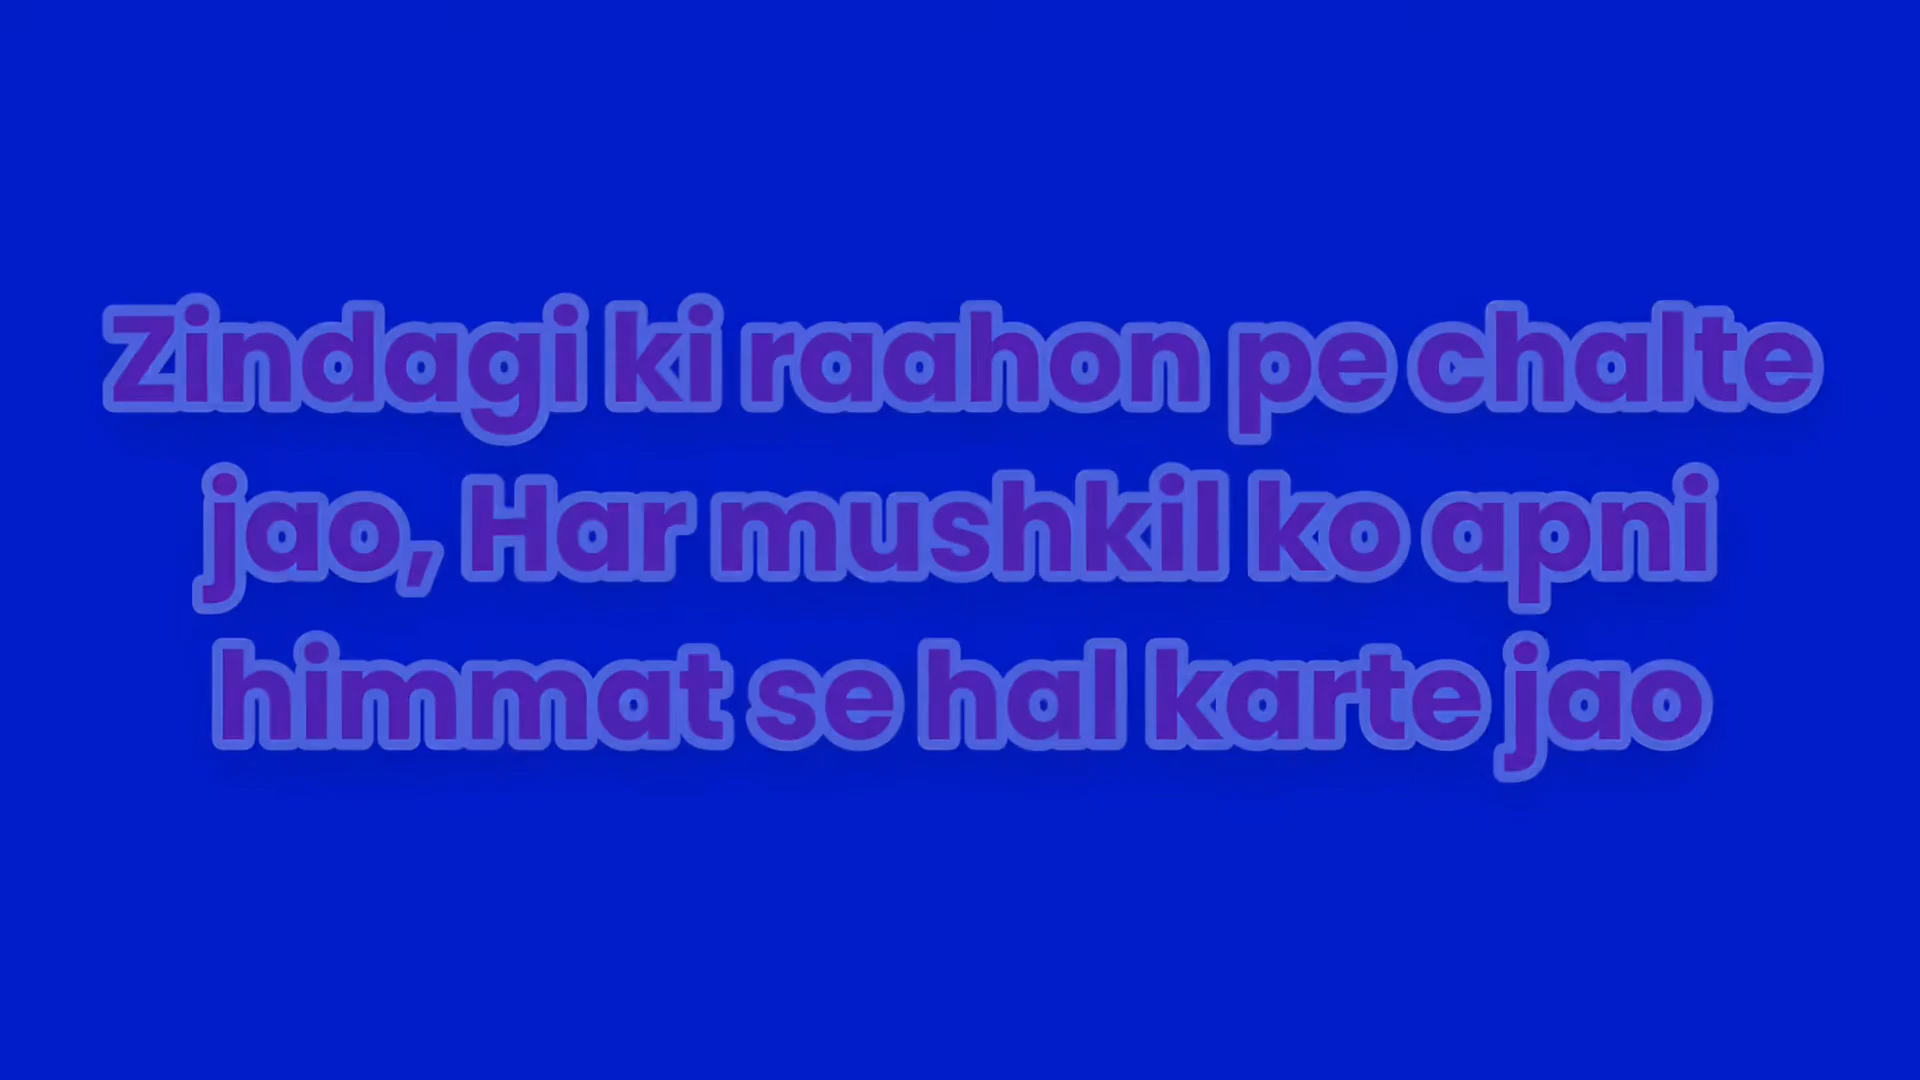 Zindagi ki raahon pe chalte
jao, Har mushkil ko apni
himmat se hal karte jao